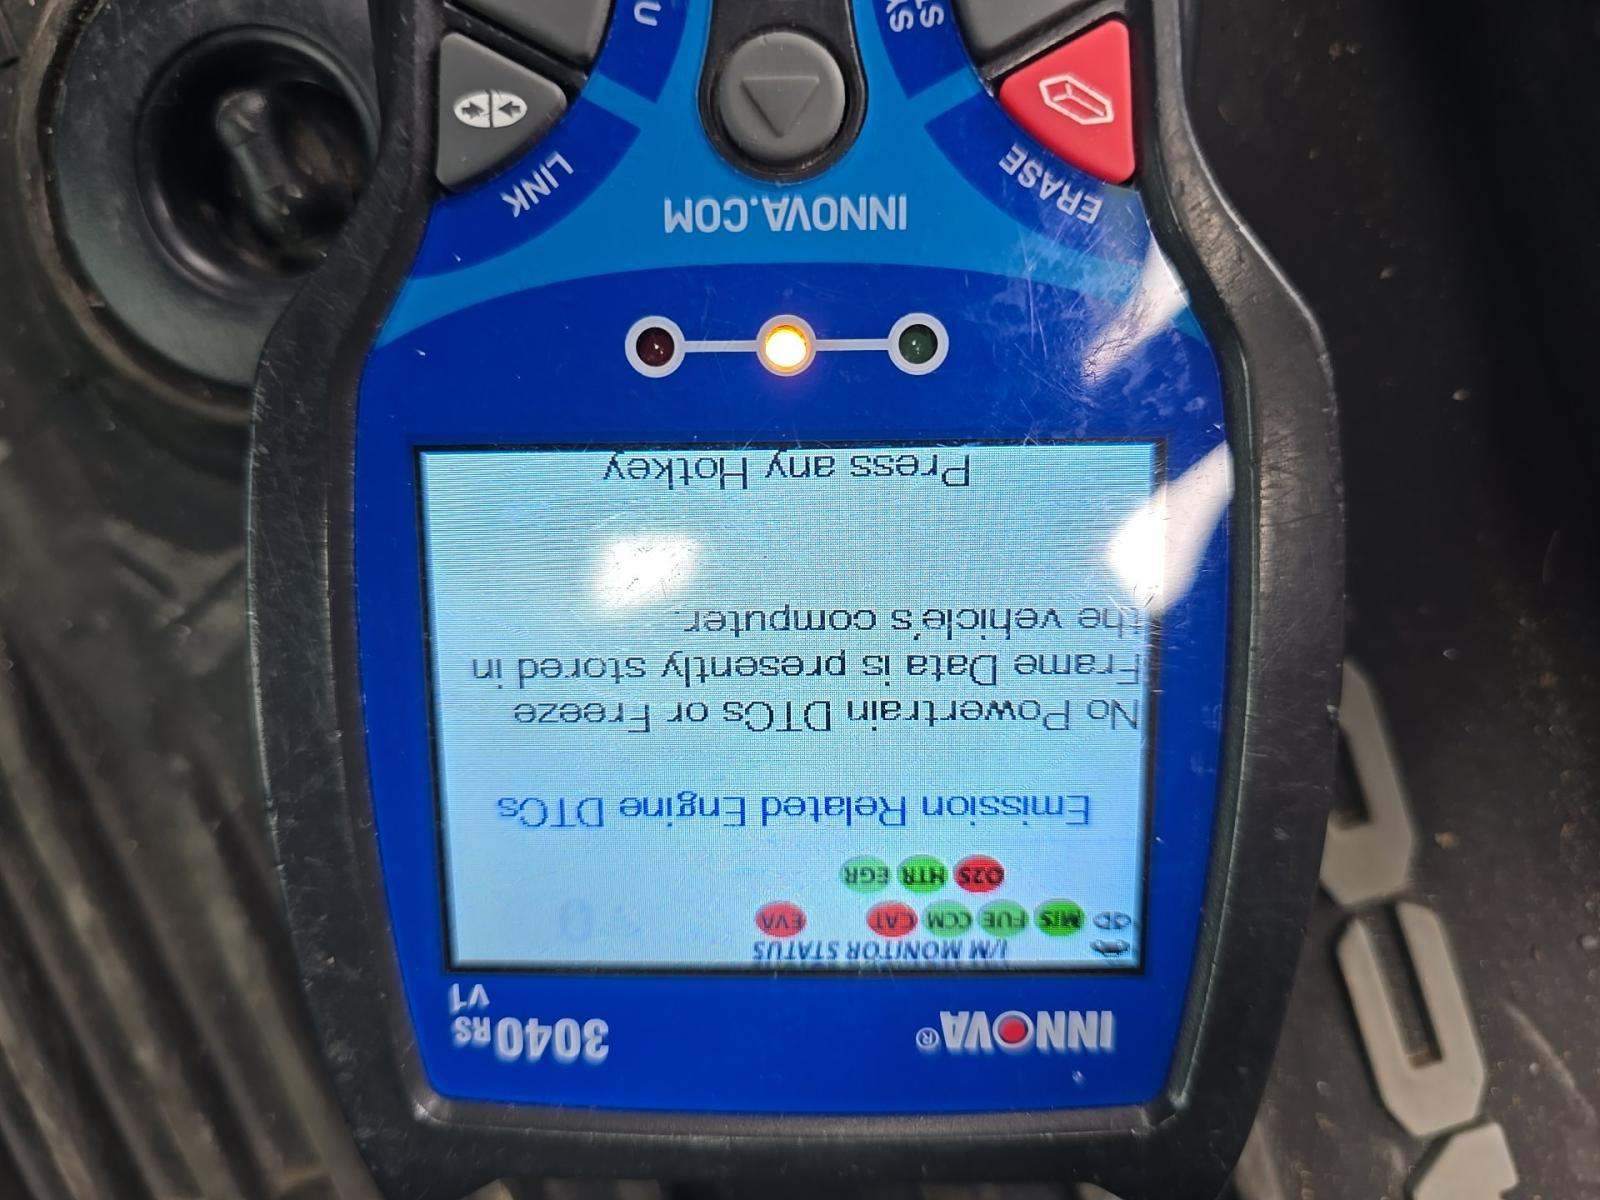 INNOVA®
3040RS
V1
I/M MONITOR STATUS
MIS FUE CCM CAT EVA
O2S HTR EGR
Emission Related Engine DTCs
No Powertrain DTCs or Freeze
Frame Data is presently stored in
the vehicle's computer.
Press any Hotkey
INNOVA.COM
ERASE
LINK